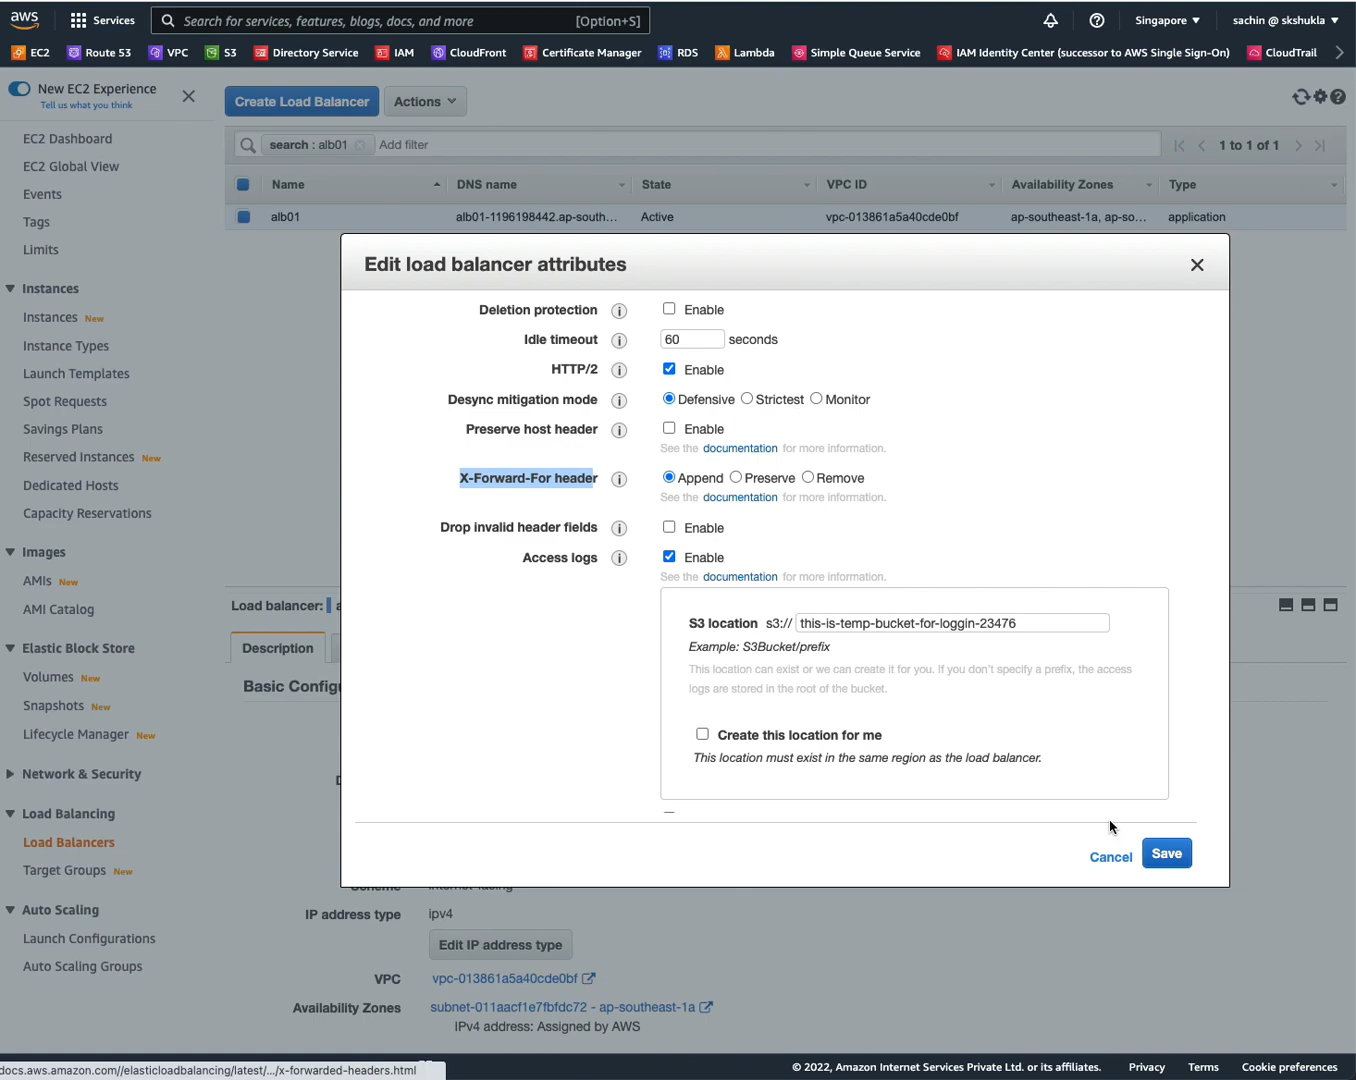 aws
Services
Search for services, features, blogs, docs, and more
[Option+S]
Singapore
sachin @ skshukla
EC2
Route 53
VPC
S3
Directory Service
IAM
CloudFront
Certificate Manager
RDS
Lambda
Simple Queue Service
IAM Identity Center (successor to AWS Single Sign-On)
CloudTrail
New EC2 Experience
Tell us what you think
EC2 Dashboard
EC2 Global View
Events
Tags
Limits
Instances
Instances New
Instance Types
Launch Templates
Spot Requests
Savings Plans
Reserved Instances New
Dedicated Hosts
Capacity Reservations
Images
AMIs New
AMI Catalog
Elastic Block Store
Volumes New
Snapshots New
Lifecycle Manager New
Network & Security
Load Balancing
Load Balancers
Target Groups New
Auto Scaling
Launch Configurations
Auto Scaling Groups
Create Load Balancer
Actions
search : alb01
Add filter
1 to 1 of 1
Name DNS name State VPC ID Availability Zones Type
alb01 alb01-1196198442.ap-south... Active vpc-013861a5a40cde0bf ap-southeast-1a, ap-so... application
Edit load balancer attributes
Deletion protection Enable
Idle timeout 60 seconds
HTTP/2 Enable
Desync mitigation mode Defensive Strictest Monitor
Preserve host header Enable
See the documentation for more information.
X-Forward-For header Append Preserve Remove
See the documentation for more information.
Drop invalid header fields Enable
Access logs Enable
See the documentation for more information.
S3 location s3:// this-is-temp-bucket-for-loggin-23476
Example: S3Bucket/prefix
This location can exist or we can create it for you. If you don't specify a prefix, the access
logs are stored in the root of the bucket.
Create this location for me
This location must exist in the same region as the load balancer.
Cancel
Save
Load balancer:
Description
Basic Configu
IP address type ipv4
Edit IP address type
VPC vpc-013861a5a40cde0bf
Availability Zones subnet-011aacf1e7fbfdc72 - ap-southeast-1a
IPv4 address: Assigned by AWS
docs.aws.amazon.com//elasticloadbalancing/latest/.../x-forwarded-headers.html
© 2022, Amazon Internet Services Private Ltd. or its affiliates.
Privacy
Terms
Cookie preferences